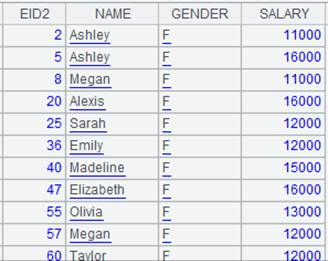 EID2 NAME GENDER SALARY
2 Ashley F 11000
5 Ashley F 16000
8 Megan F 11000
20 Alexis F 16000
25 Sarah F 12000
36 Emily F 12000
40 Madeline F 15000
47 Elizabeth F 16000
55 Olivia F 13000
57 Megan F 12000
60 Taylor F 12000